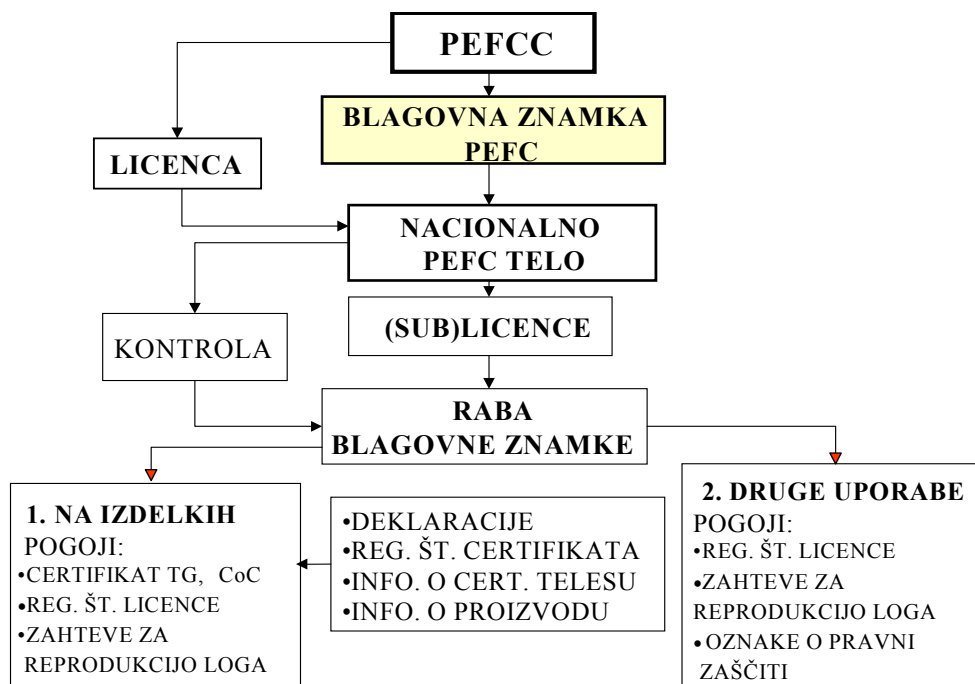 PEFCC
BLAGOVNA ZNAMKA
PEFC
LICENCA
NACIONALNO
PEFC TELO
(SUB)LICENCE
KONTROLA
RABA
BLAGOVNE ZNAMKE
1. NA IZDELKIH
POGOJI:
•CERTIFIKAT TG, CoC
•REG. ŠT. LICENCE
•ZAHTEVE ZA
REPRODUKCIJO LOGA
•DEKLARACIJE
•REG. ŠT. CERTIFIKATA
•INFO. O CERT. TELESU
•INFO. O PROIZVODU
2. DRUGE UPORABE
POGOJI:
•REG. ŠT. LICENCE
•ZAHTEVE ZA
REPRODUKCIJO LOGA
•OZNAKE O PRAVNI
ZAŠČITI